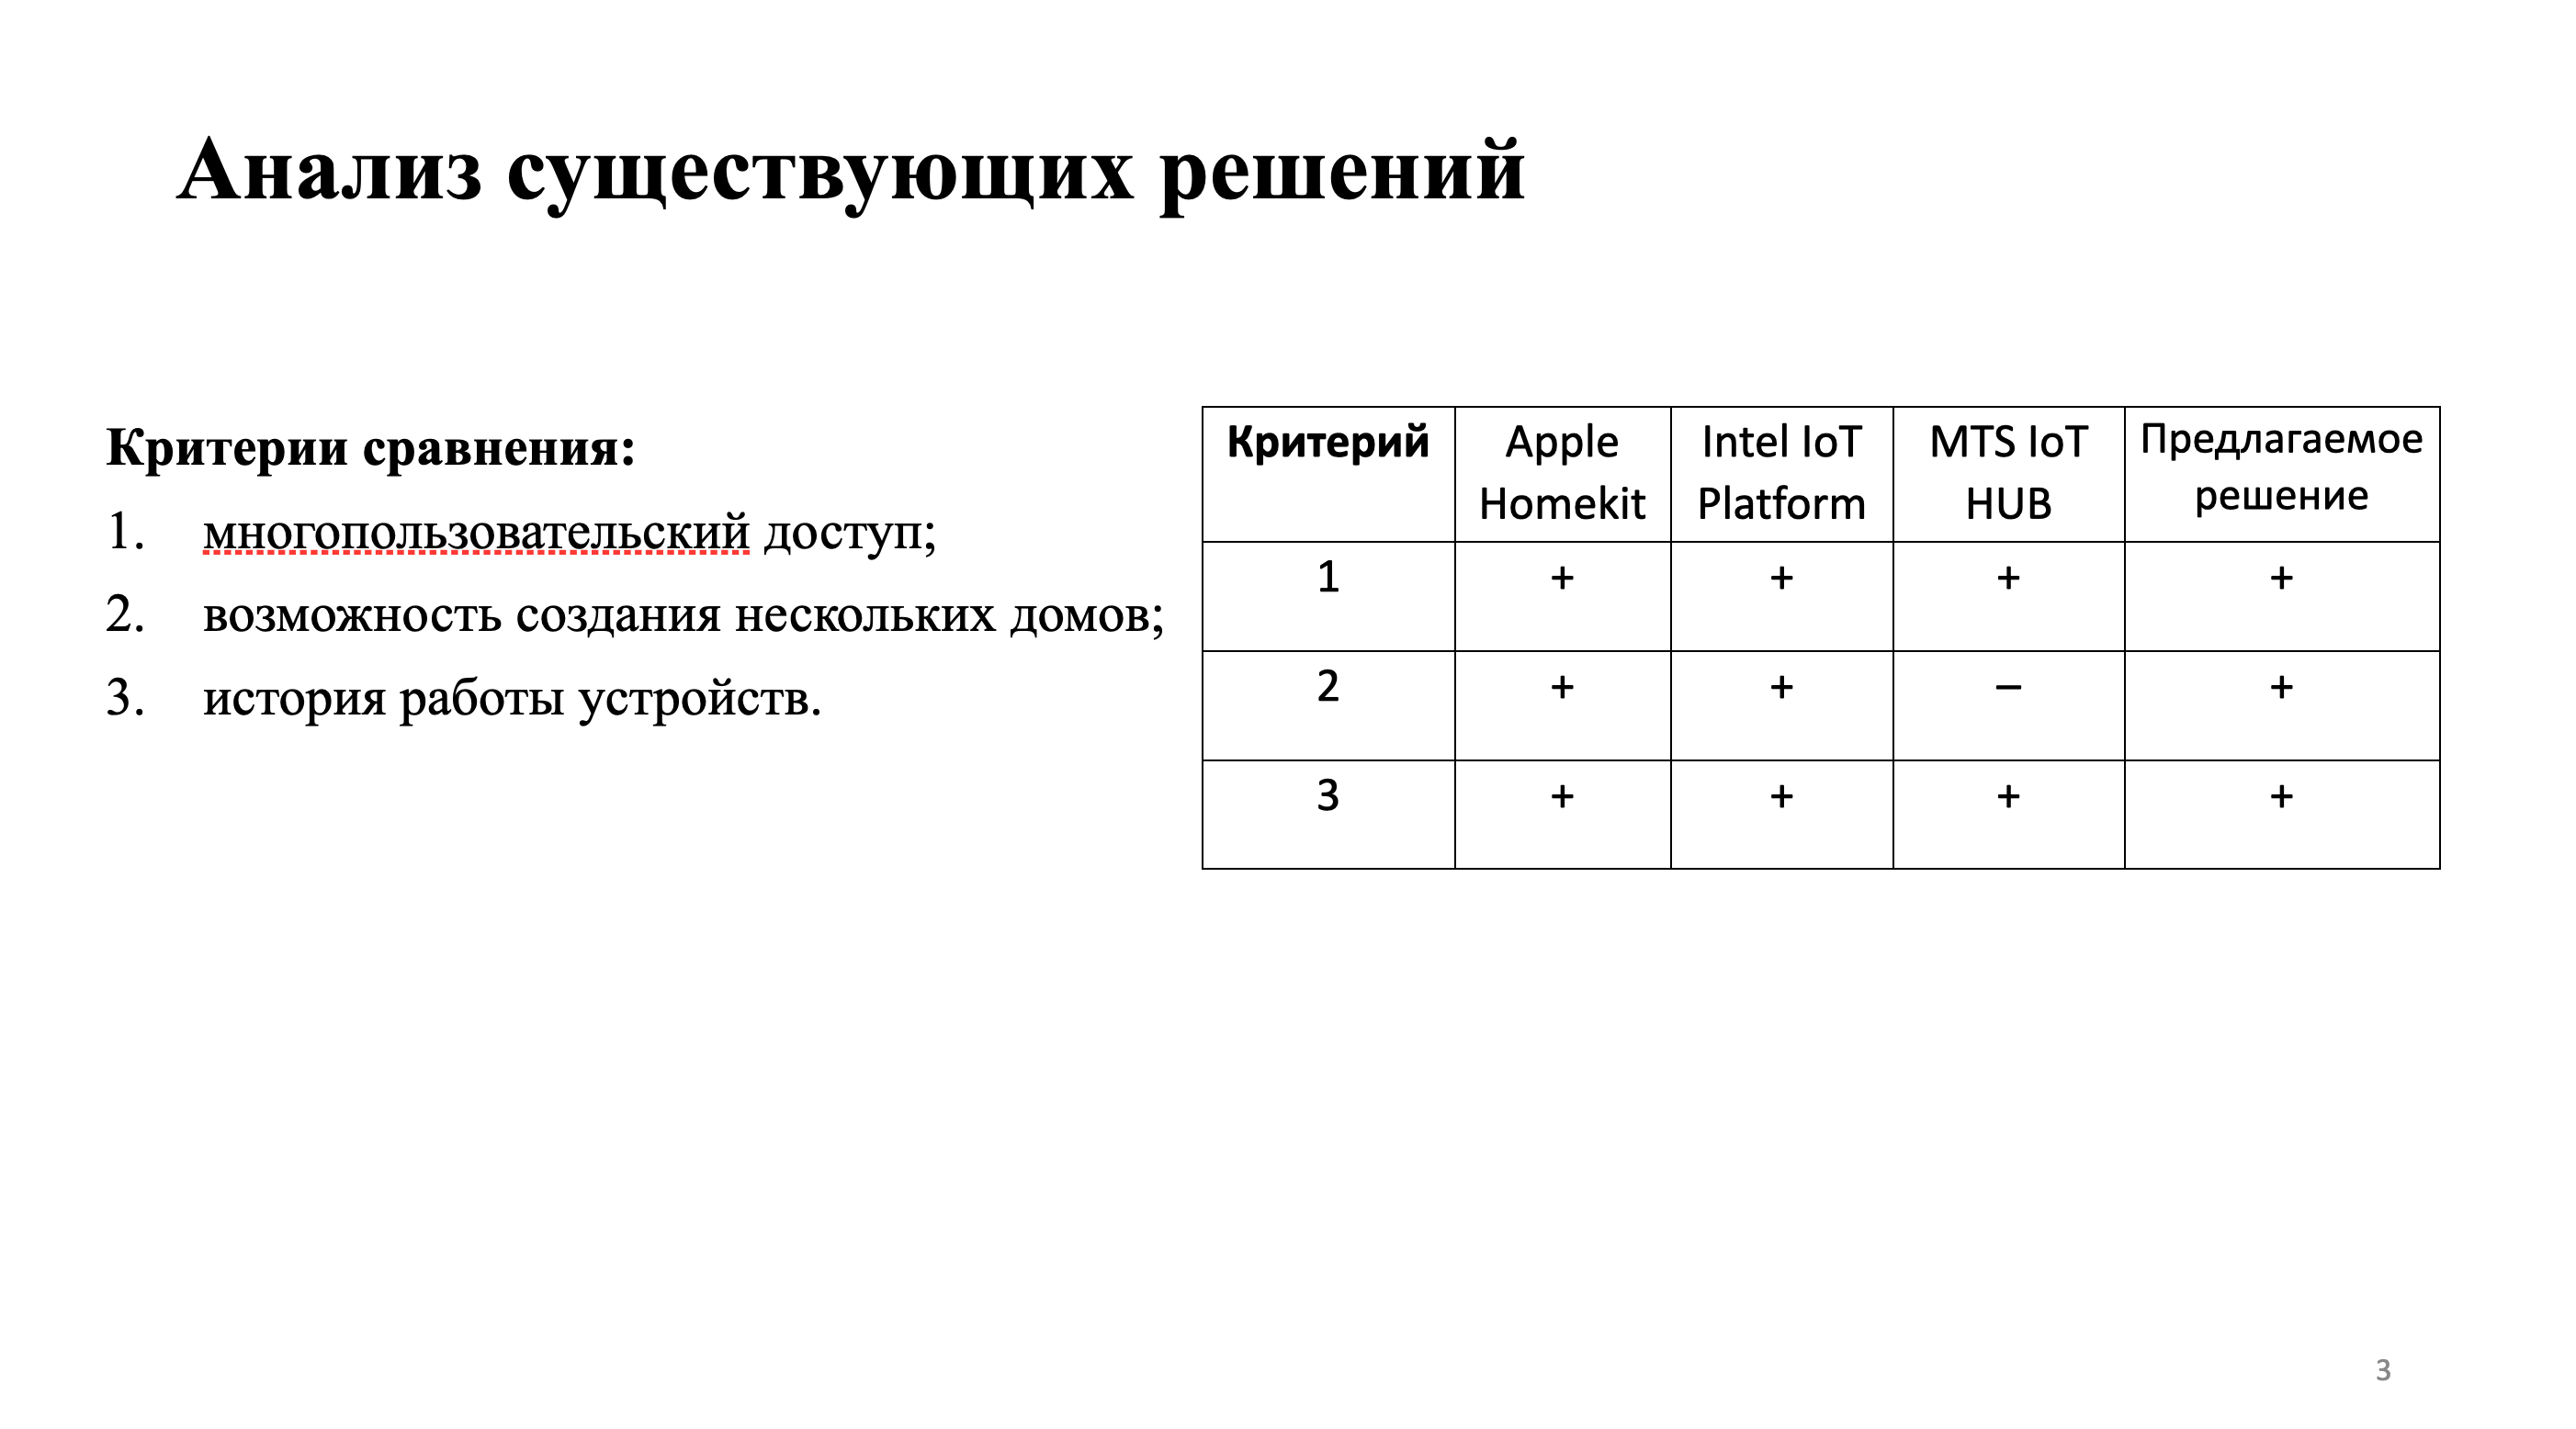 Анализ существующих решений
Критерии сравнения:
1. многопользовательский доступ;
2. возможность создания нескольких домов;
3. история работы устройств.
Критерий Apple Homekit Intel IoT Platform MTS IoT HUB Предлагаемое решение
1 + + + +
2 + + – +
3 + + + +
3